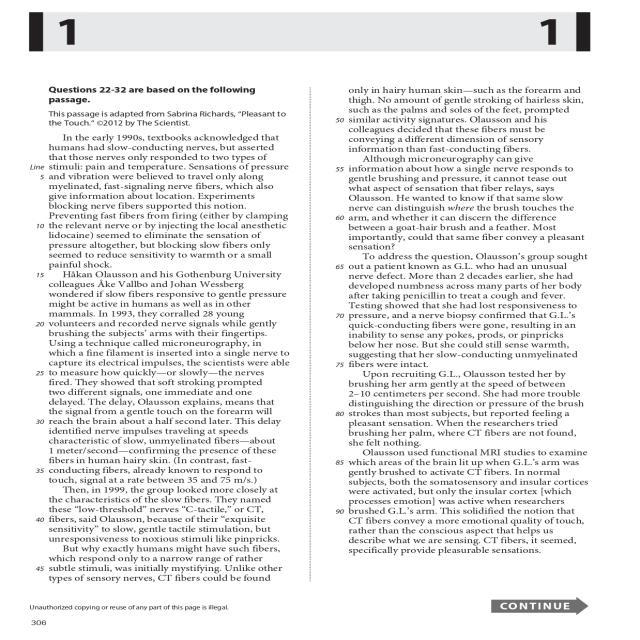 1
1
Questions 22-32 are based on the following
passage.
This passage is adapted from Sabrina Richards, "Pleasant to
the Touch." ©2012 by The Scientist.
In the early 1990s, textbooks acknowledged that
humans had slow-conducting nerves, but asserted
that those nerves only responded to two types of
Line stimuli: pain and temperature. Sensations of pressure
5 and vibration were believed to travel only along
myelinated, fast-signaling nerve fibers, which also
give information about location. Experiments
blocking nerve fibers supported this notion.
Preventing fast fibers from firing (either by clamping
10 the relevant nerve or by injecting the local anesthetic
lidocaine) seemed to eliminate the sensation of
pressure altogether, but blocking slow fibers only
seemed to reduce sensitivity to warmth or a small
painful shock.
15 Håkan Olausson and his Gothenburg University
colleagues Åke Vallbo and Johan Wessberg
wondered if slow fibers responsive to gentle pressure
might be active in humans as well as in other
mammals. In 1993, they corralled 28 young
20 volunteers and recorded nerve signals while gently
brushing the subjects' arms with their fingertips.
Using a technique called microneurography, in
which a fine filament is inserted into a single nerve to
capture its electrical impulses, the scientists were able
25 to measure how quickly—or slowly—the nerves
fired. They showed that soft stroking prompted
two different signals, one immediate and one
delayed. The delay, Olausson explains, means that
the signal from a gentle touch on the forearm will
30 reach the brain about a half second later. This delay
identified nerve impulses traveling at speeds
characteristic of slow, unmyelinated fibers—about
1 meter/second—confirming the presence of these
fibers in human hairy skin. (In contrast, fast-
35 conducting fibers, already known to respond to
touch, signal at a rate between 35 and 75 m/s.)
Then, in 1999, the group looked more closely at
the characteristics of the slow fibers. They named
these "low-threshold" nerves "C-tactile," or CT,
40 fibers, said Olausson, because of their "exquisite
sensitivity" to slow, gentle tactile stimulation, but
unresponsiveness to noxious stimuli like pinpricks.
But why exactly humans might have such fibers,
which respond only to a narrow range of rather
45 subtle stimuli, was initially mystifying. Unlike other
types of sensory nerves, CT fibers could be found
only in hairy human skin—such as the forearm and
thigh. No amount of gentle stroking of hairless skin,
such as the palms and soles of the feet, prompted
50 similar activity signatures. Olausson and his
colleagues decided that these fibers must be
conveying a different dimension of sensory
information than fast-conducting fibers.
Although microneurography can give
55 information about how a single nerve responds to
gentle brushing and pressure, it cannot tease out
what aspect of sensation that fiber relays, says
Olausson. He wanted to know if that same slow
nerve can distinguish where the brush touches the
60 arm, and whether it can discern the difference
between a goat-hair brush and a feather. Most
importantly, could that same fiber convey a pleasant
sensation?
To address the question, Olausson's group sought
65 out a patient known as G.L. who had an unusual
nerve defect. More than 2 decades earlier, she had
developed numbness across many parts of her body
after taking penicillin to treat a cough and fever.
Testing showed that she had lost responsiveness to
70 pressure, and a nerve biopsy confirmed that G.L.'s
quick-conducting fibers were gone, resulting in an
inability to sense any pokes, prods, or pinpricks
below her nose. But she could still sense warmth,
suggesting that her slow-conducting unmyelinated
75 fibers were intact.
Upon recruiting G.L., Olausson tested her by
brushing her arm gently at the speed of between
2–10 centimeters per second. She had more trouble
distinguishing the direction or pressure of the brush
80 strokes than most subjects, but reported feeling a
pleasant sensation. When the researchers tried
brushing her palm, where CT fibers are not found,
she felt nothing.
Olausson used functional MRI studies to examine
85 which areas of the brain lit up when G.L.'s arm was
gently brushed to activate CT fibers. In normal
subjects, both the somatosensory and insular cortices
were activated, but only the insular cortex [which
processes emotion] was active when researchers
90 brushed G.L.'s arm. This solidified the notion that
CT fibers convey a more emotional quality of touch,
rather than the conscious aspect that helps us
describe what we are sensing. CT fibers, it seemed,
specifically provide pleasurable sensations.
Unauthorized copying or reuse of any part of this page is illegal.
CONTINUE
306